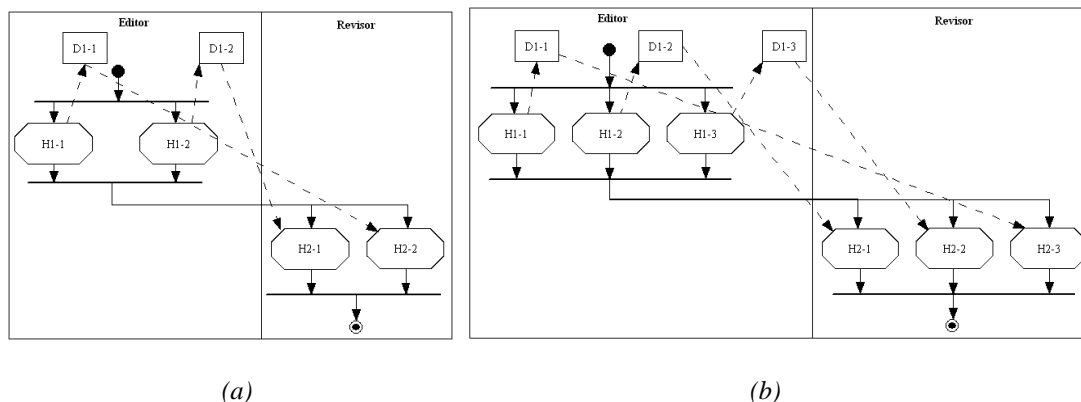 Editor
Revisor
D1-1
D1-2
H1-1
H1-2
H2-1
H2-2
(a)
Editor
Revisor
D1-1
D1-2
D1-3
H1-1
H1-2
H1-3
H2-1
H2-2
H2-3
(b)